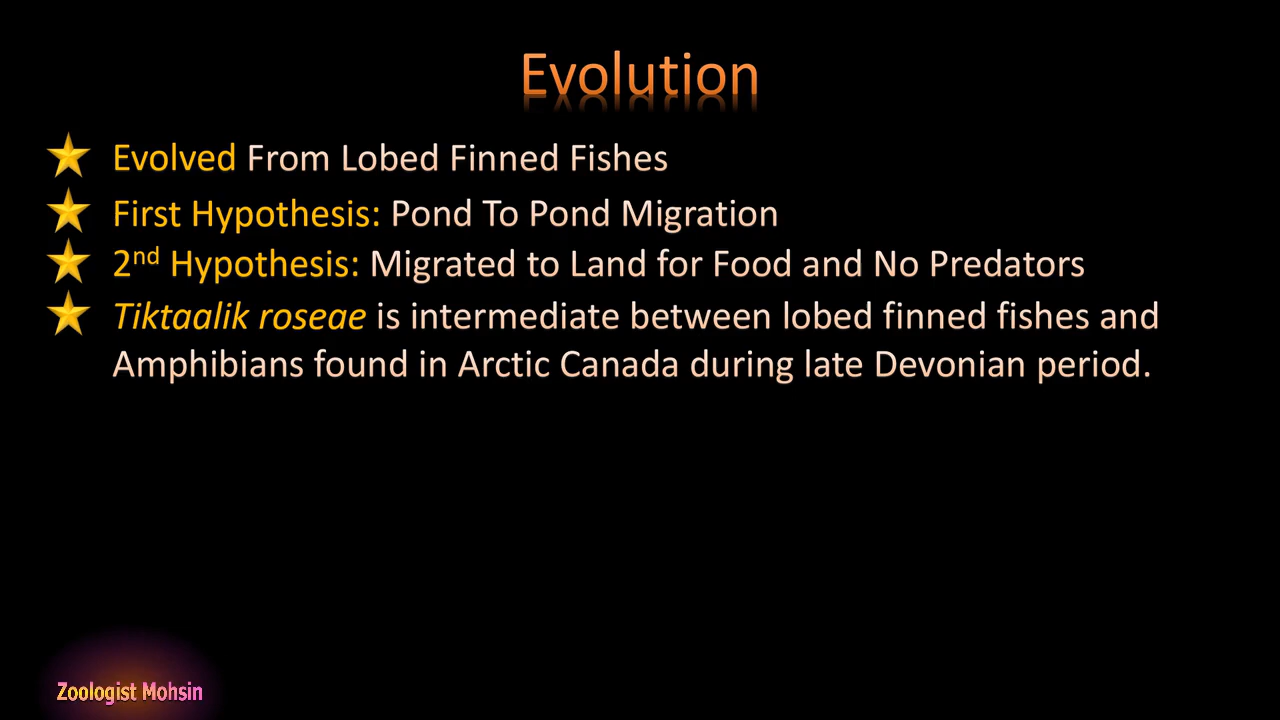 Evolution
Evolved From Lobed Finned Fishes
First Hypothesis: Pond To Pond Migration
2nd Hypothesis: Migrated to Land for Food and No Predators
Tiktaalik roseae is intermediate between lobed finned fishes and
Amphibians found in Arctic Canada during late Devonian period.
Zoologist Mohsin